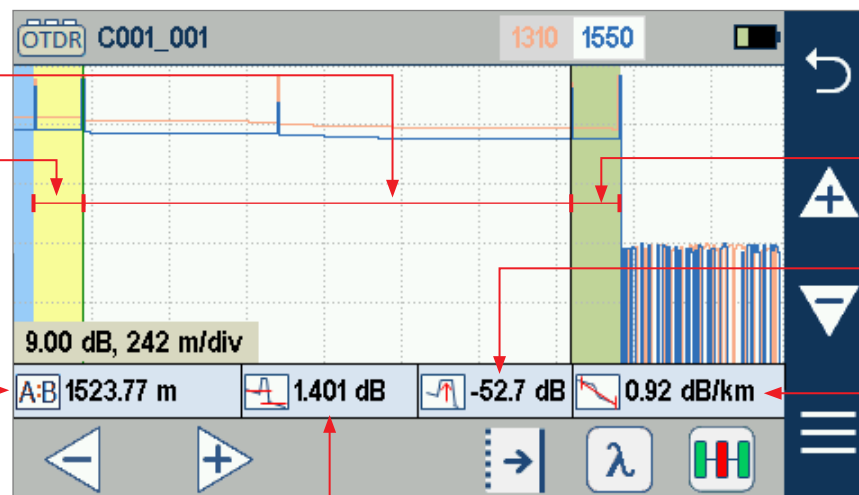 OTDR C001_001 1310 1550
9.00 dB, 242 m/div
A:B 1523.77 m 1.401 dB -52.7 dB 0.92 dB/km
λ